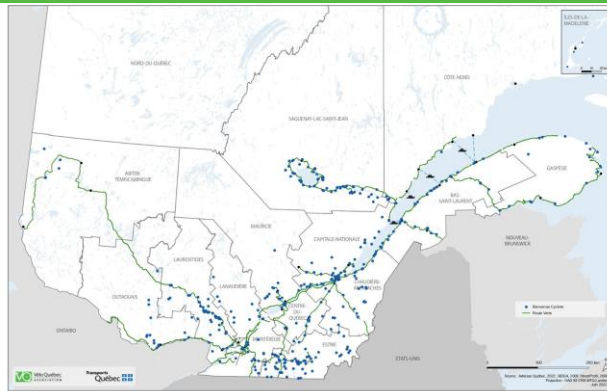 ÎLES-DE-LA-
MADELEINE
NORD-DU-QUÉBEC
CÔTE-NORD
SAGUENAY-LAC-SAINT-JEAN
ABITIBI-
TÉMISCAMINGUE
GASPÉSIE
BAS-
SAINT-LAURENT
MAURICIE
CAPITALE-NATIONALE
NOUVEAU-
BRUNSWICK
LAURENTIDES
LANAUDIÈRE
CHAUDIÈRE-
APPALACHES
OUTAOUAIS
CENTRE-
DU-
QUÉBEC
ONTARIO
MONTÉRÉGIE
ESTRIE
ÉTATS-UNIS
Bienvenue Cycliste
Route Verte
Vélo Québec
ASSOCIATION
Transports
Québec